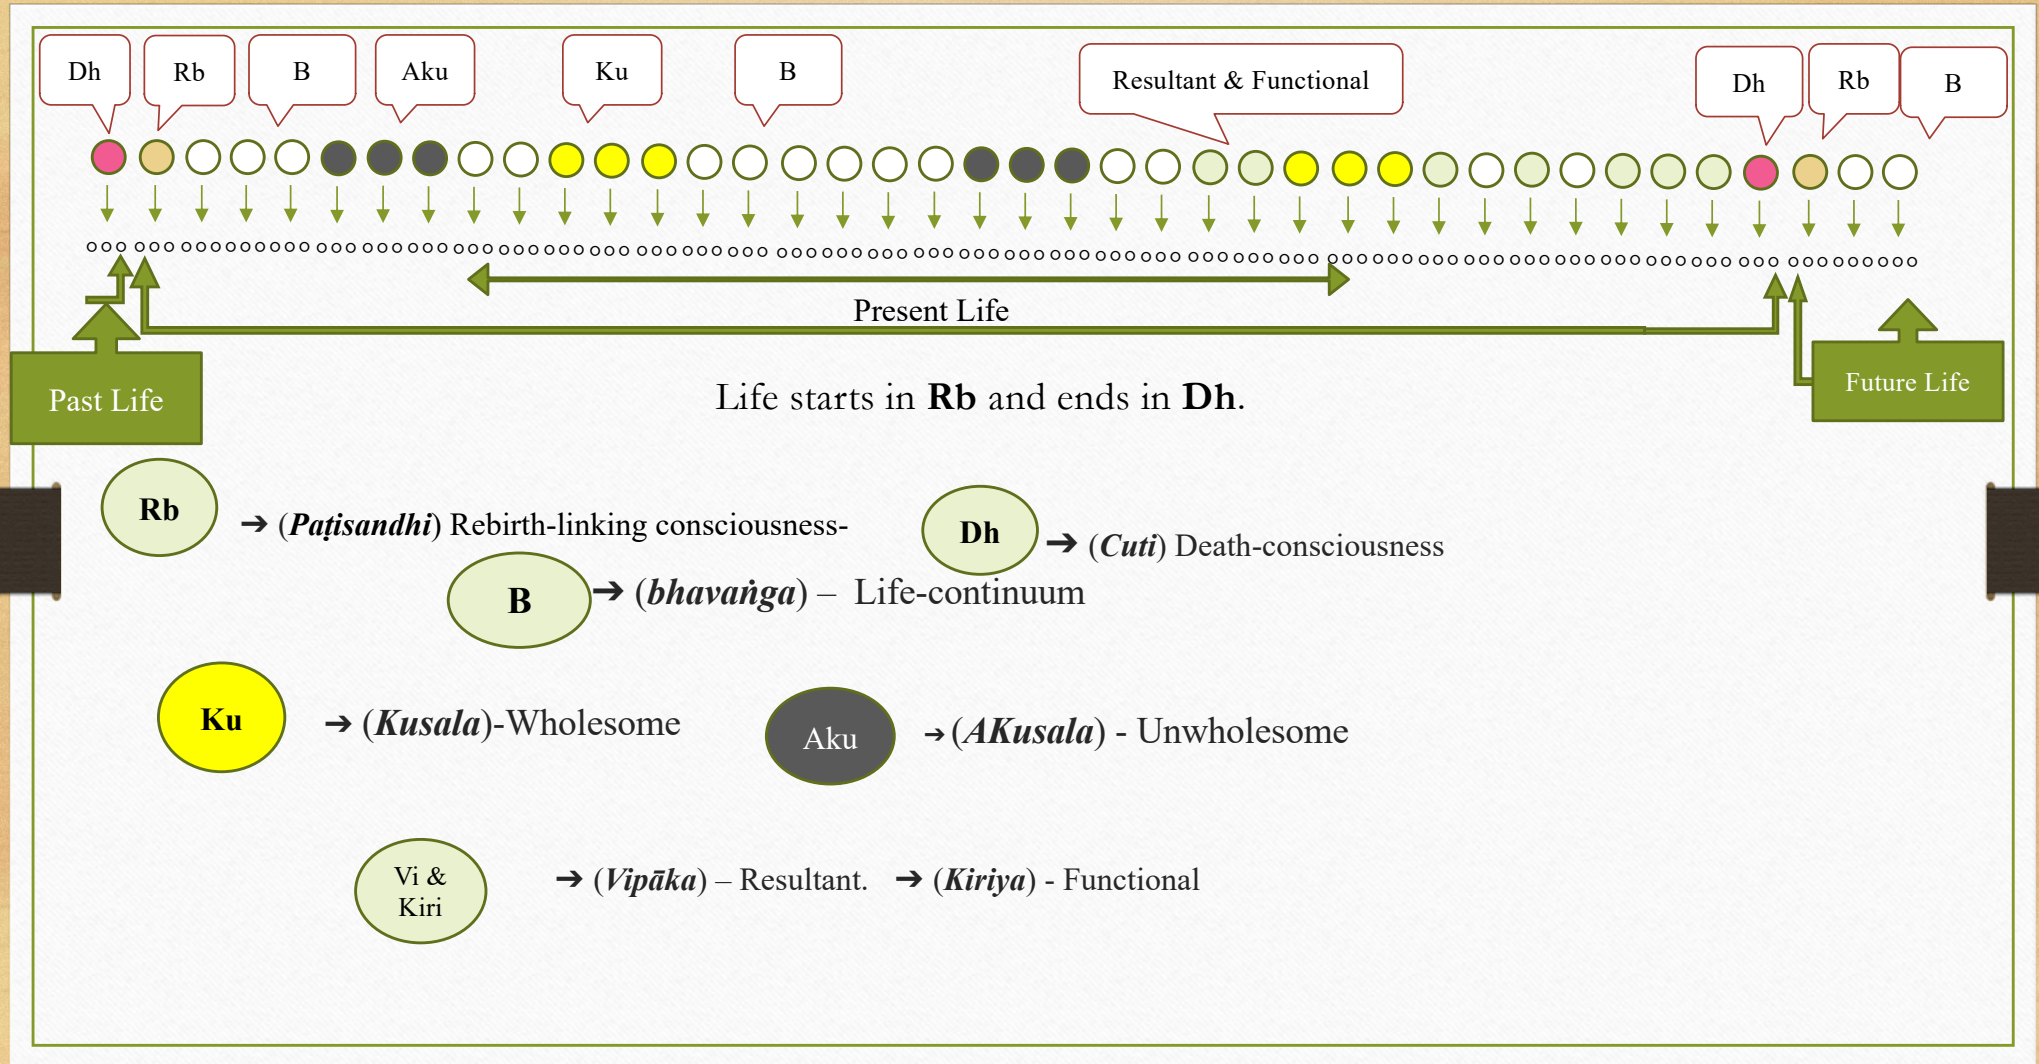 Dh
Rb
B
Aku
Ku
B
Resultant & Functional
Dh
Rb
B
Present Life
Past Life
Future Life
Life starts in Rb and ends in Dh.
Rb
➔ (Paṭisandhi) Rebirth-linking consciousness-
Dh
➔ (Cuti) Death-consciousness
B
➔ (bhavaṅga) – Life-continuum
Ku
➔ (Kusala)-Wholesome
Aku
➔ (AKusala) - Unwholesome
Vi &
Kiri
➔ (Vipāka) – Resultant. ➔ (Kiriya) - Functional